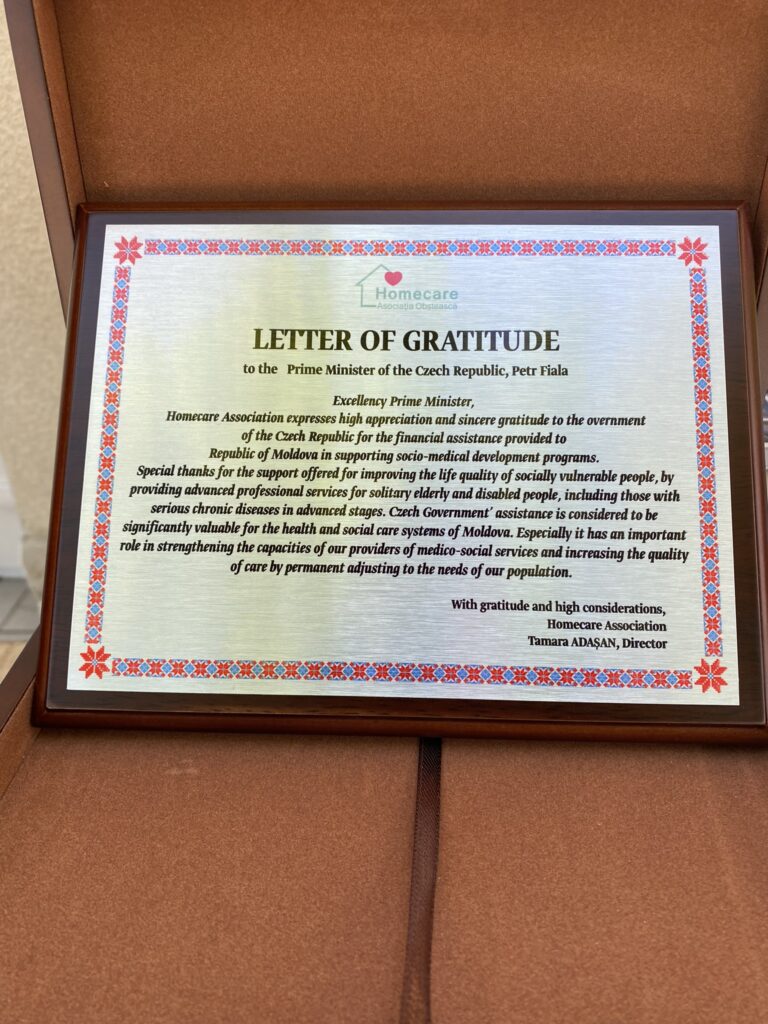 Homecare
Asociația Obștească
LETTER OF GRATITUDE
to the Prime Minister of the Czech Republic, Petr Fiala
Excellency Prime Minister,
Homecare Association expresses high appreciation and sincere gratitude to the overnment
of the Czech Republic for the financial assistance provided to
Republic of Moldova in supporting socio-medical development programs.
Special thanks for the support offered for improving the life quality of socially vulnerable people, by
providing advanced professional services for solitary elderly and disabled people, including those with
serious chronic diseases in advanced stages. Czech Government' assistance is considered to be
significantly valuable for the health and social care systems of Moldova. Especially it has an important
role in strengthening the capacities of our providers of medico-social services and increasing the quality
of care by permanent adjusting to the needs of our population.
With gratitude and high considerations,
Homecare Association
Tamara ADAȘAN, Director